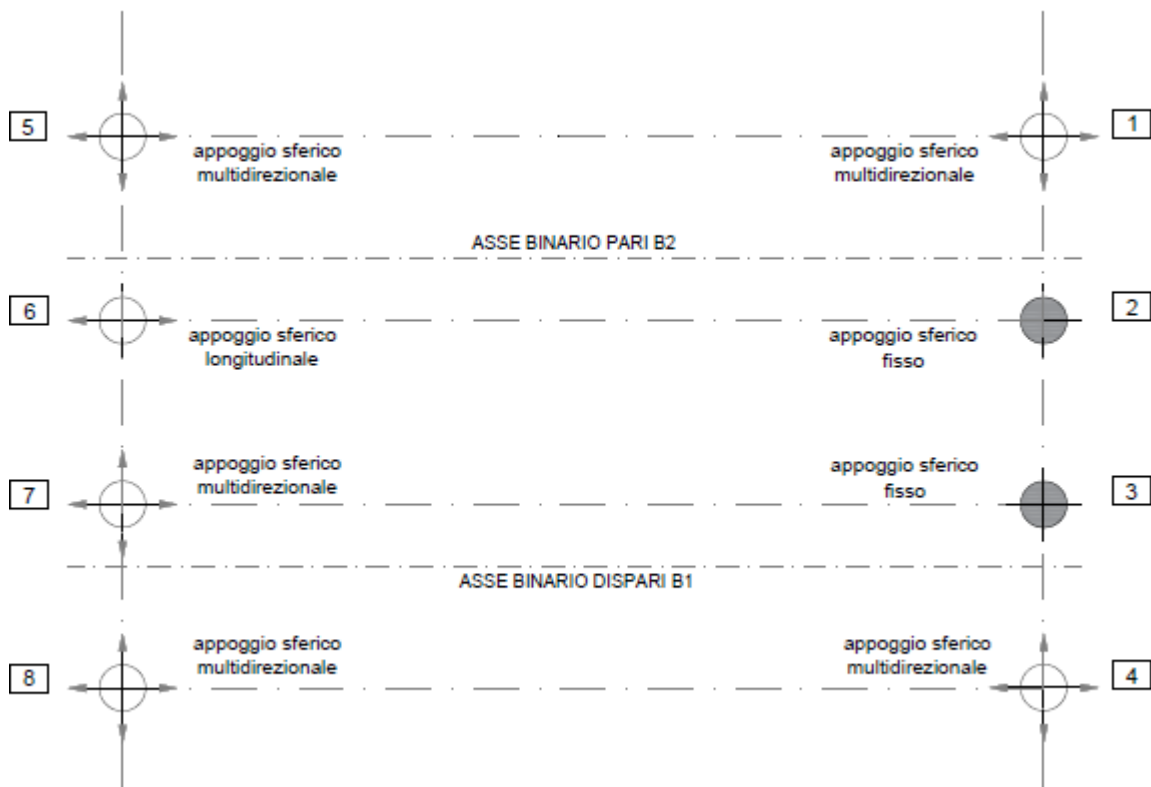 5
appoggio sferico
multidirezionale
appoggio sferico
multidirezionale
1
ASSE BINARIO PARI B2
6
appoggio sferico
longitudinale
appoggio sferico
fisso
2
7
appoggio sferico
multidirezionale
appoggio sferico
fisso
3
ASSE BINARIO DISPARI B1
8
appoggio sferico
multidirezionale
appoggio sferico
multidirezionale
4